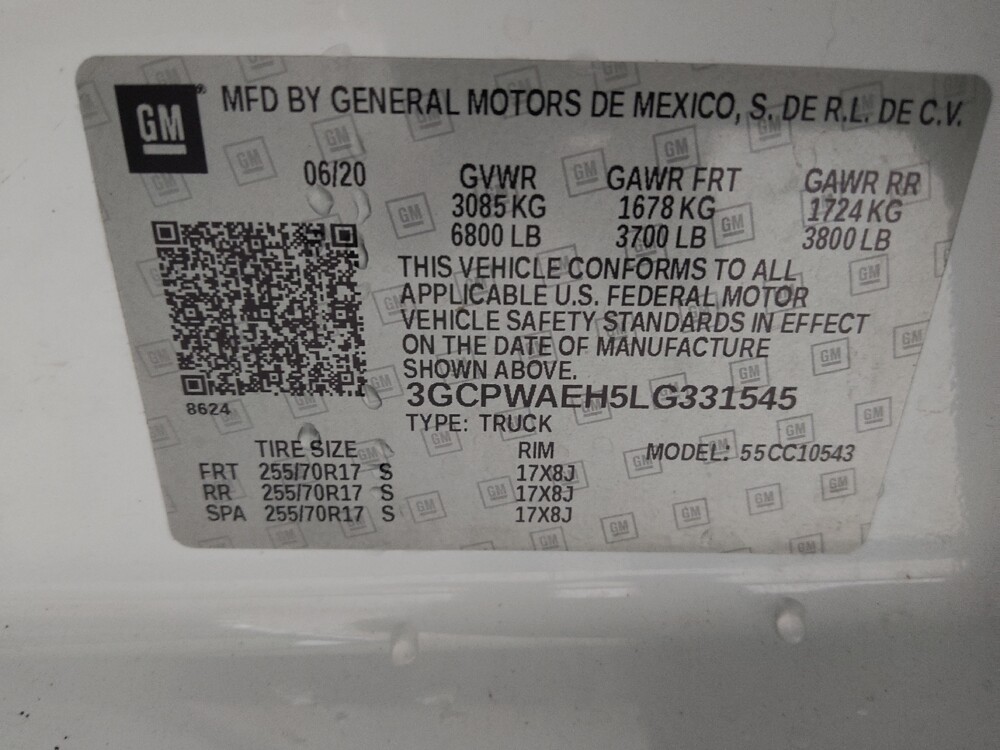 GM® MFD BY GENERAL MOTORS DE MEXICO, S. DE R.L. DE C.V.
06/20 GVWR GAWR FRT GAWR RR
3085 KG 1678 KG 1724 KG
6800 LB 3700 LB 3800 LB
THIS VEHICLE CONFORMS TO ALL
APPLICABLE U.S. FEDERAL MOTOR
VEHICLE SAFETY STANDARDS IN EFFECT
ON THE DATE OF MANUFACTURE
SHOWN ABOVE.
3GCPWAEH5LG331545
8624
TYPE: TRUCK
TIRE SIZE RIM MODEL: 55CC10543
FRT 255/70R17 S 17X8J
RR 255/70R17 S 17X8J
SPA 255/70R17 S 17X8J